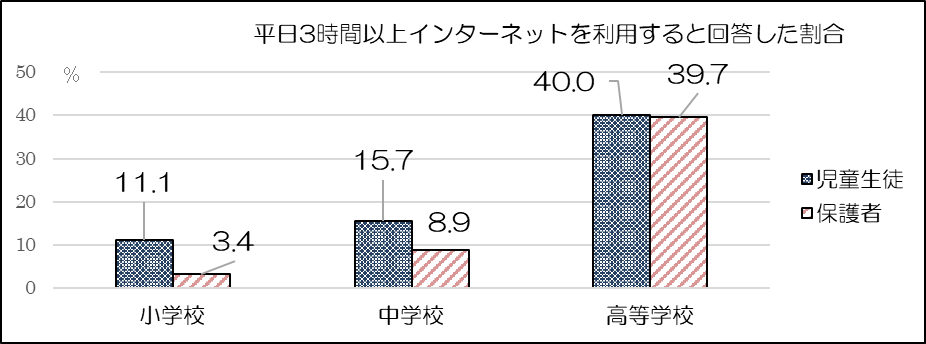 平日3時間以上インターネットを利用すると回答した割合
%
50
40
30
20
10
0
11.1
3.4
15.7
8.9
40.0
39.7
小学校
中学校
高等学校
児童生徒
保護者